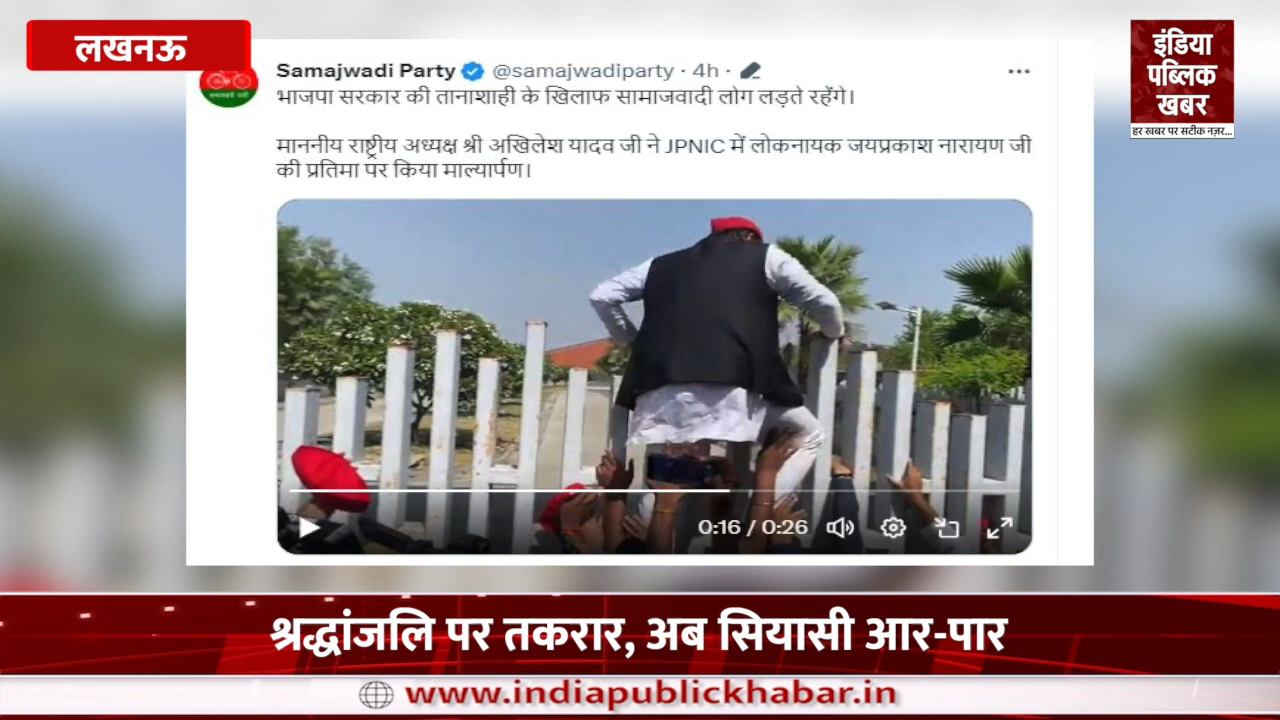 लखनऊ
इंडिया
पब्लिक
खबर
हर खबर पर सटीक नज़र...
Samajwadi Party @samajwadiparty · 4h ·
भाजपा सरकार की तानाशाही के खिलाफ सामाजवादी लोग लड़ते रहेंगे।
माननीय राष्ट्रीय अध्यक्ष श्री अखिलेश यादव जी ने JPNIC में लोकनायक जयप्रकाश नारायण जी
की प्रतिमा पर किया माल्यार्पण।
0:16 / 0:26
श्रद्धांजलि पर तकरार, अब सियासी आर-पार
www.indiapublickhabar.in